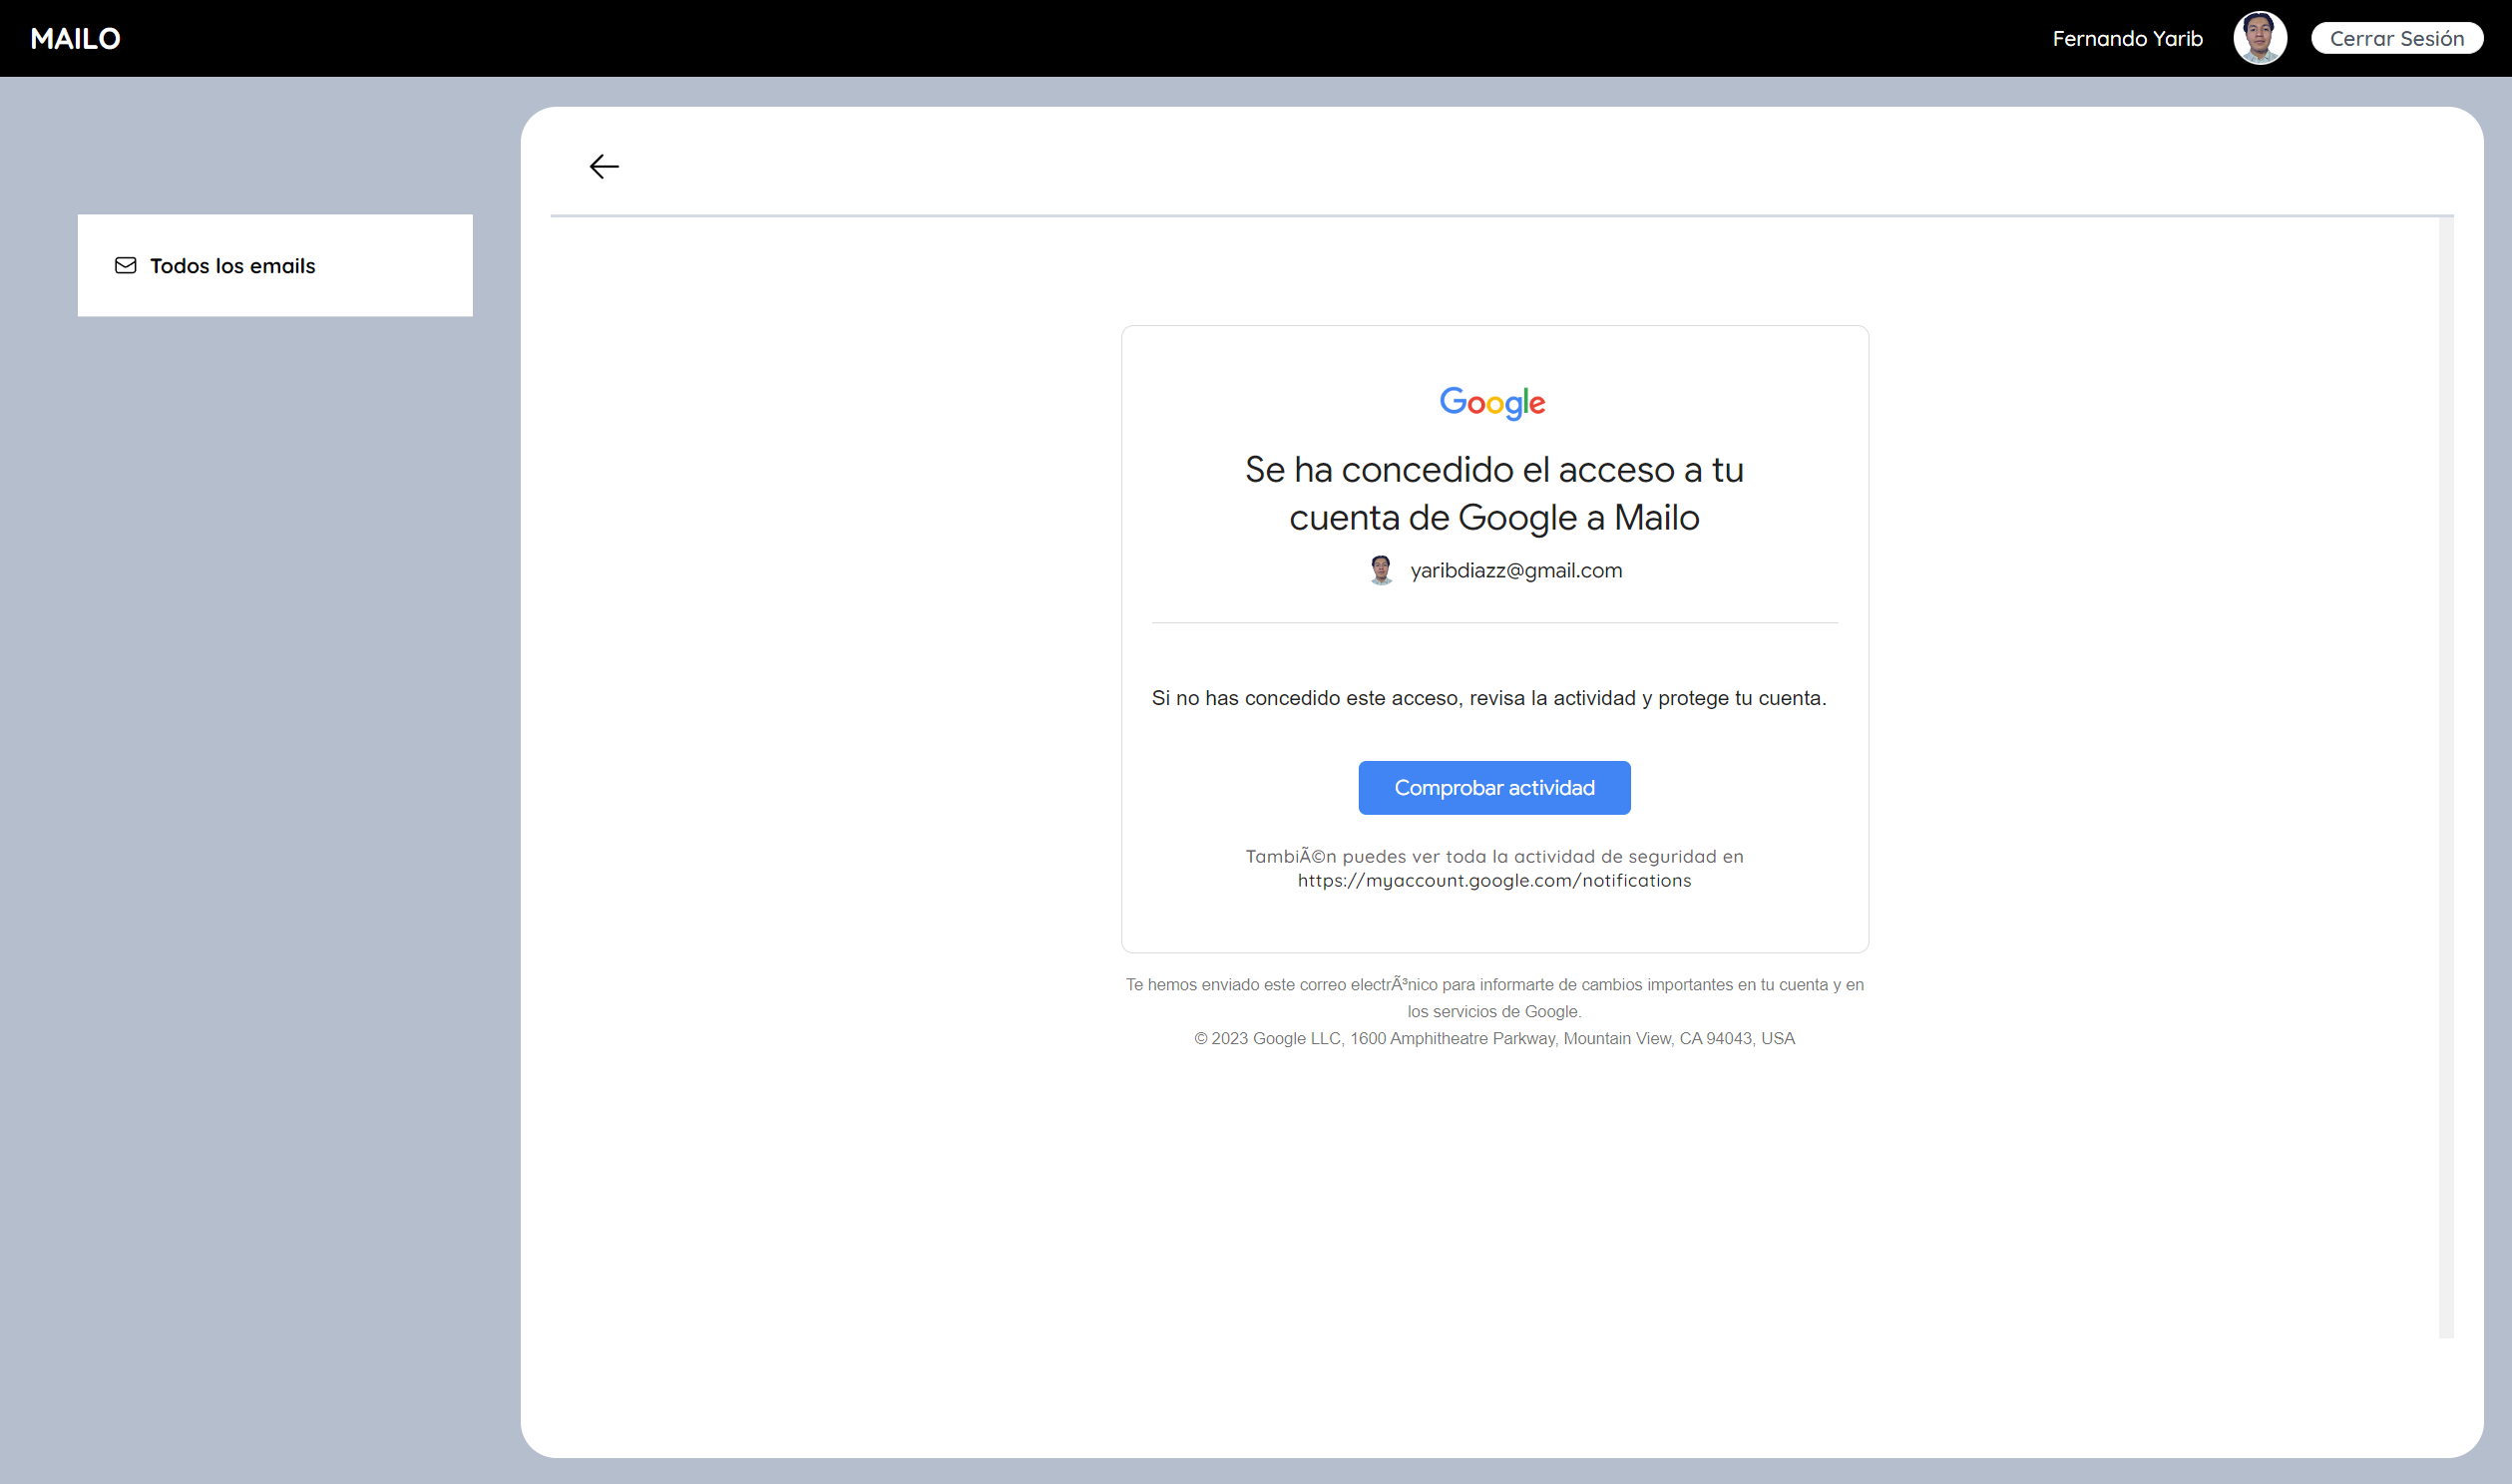 MAILO
Fernando Yarib
Cerrar Sesión
Todos los emails
Google
Se ha concedido el acceso a tu
cuenta de Google a Mailo
yaribdiazz@gmail.com
Si no has concedido este acceso, revisa la actividad y protege tu cuenta.
Comprobar actividad
TambiÃ©n puedes ver toda la actividad de seguridad en
https://myaccount.google.com/notifications
Te hemos enviado este correo electrÃ³nico para informarte de cambios importantes en tu cuenta y en
los servicios de Google.
© 2023 Google LLC, 1600 Amphitheatre Parkway, Mountain View, CA 94043, USA